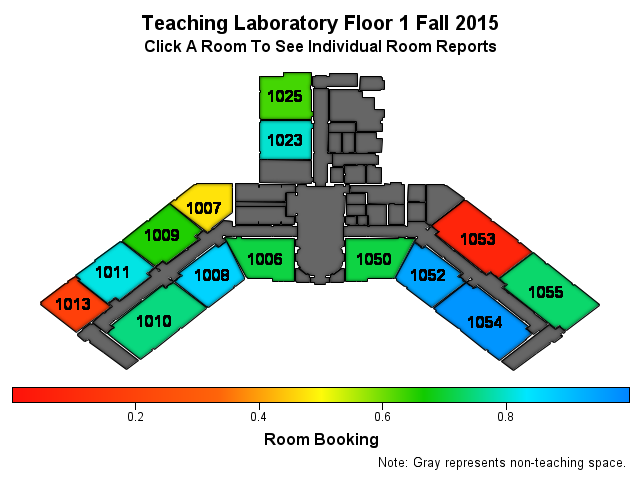 Teaching Laboratory Floor 1 Fall 2015
Click A Room To See Individual Room Reports
1025
1023
1007
1009
1011
1013
1008
1006
1010
1050
1052
1053
1055
1054
0.2 0.4 0.6 0.8
Room Booking
Note: Gray represents non-teaching space.